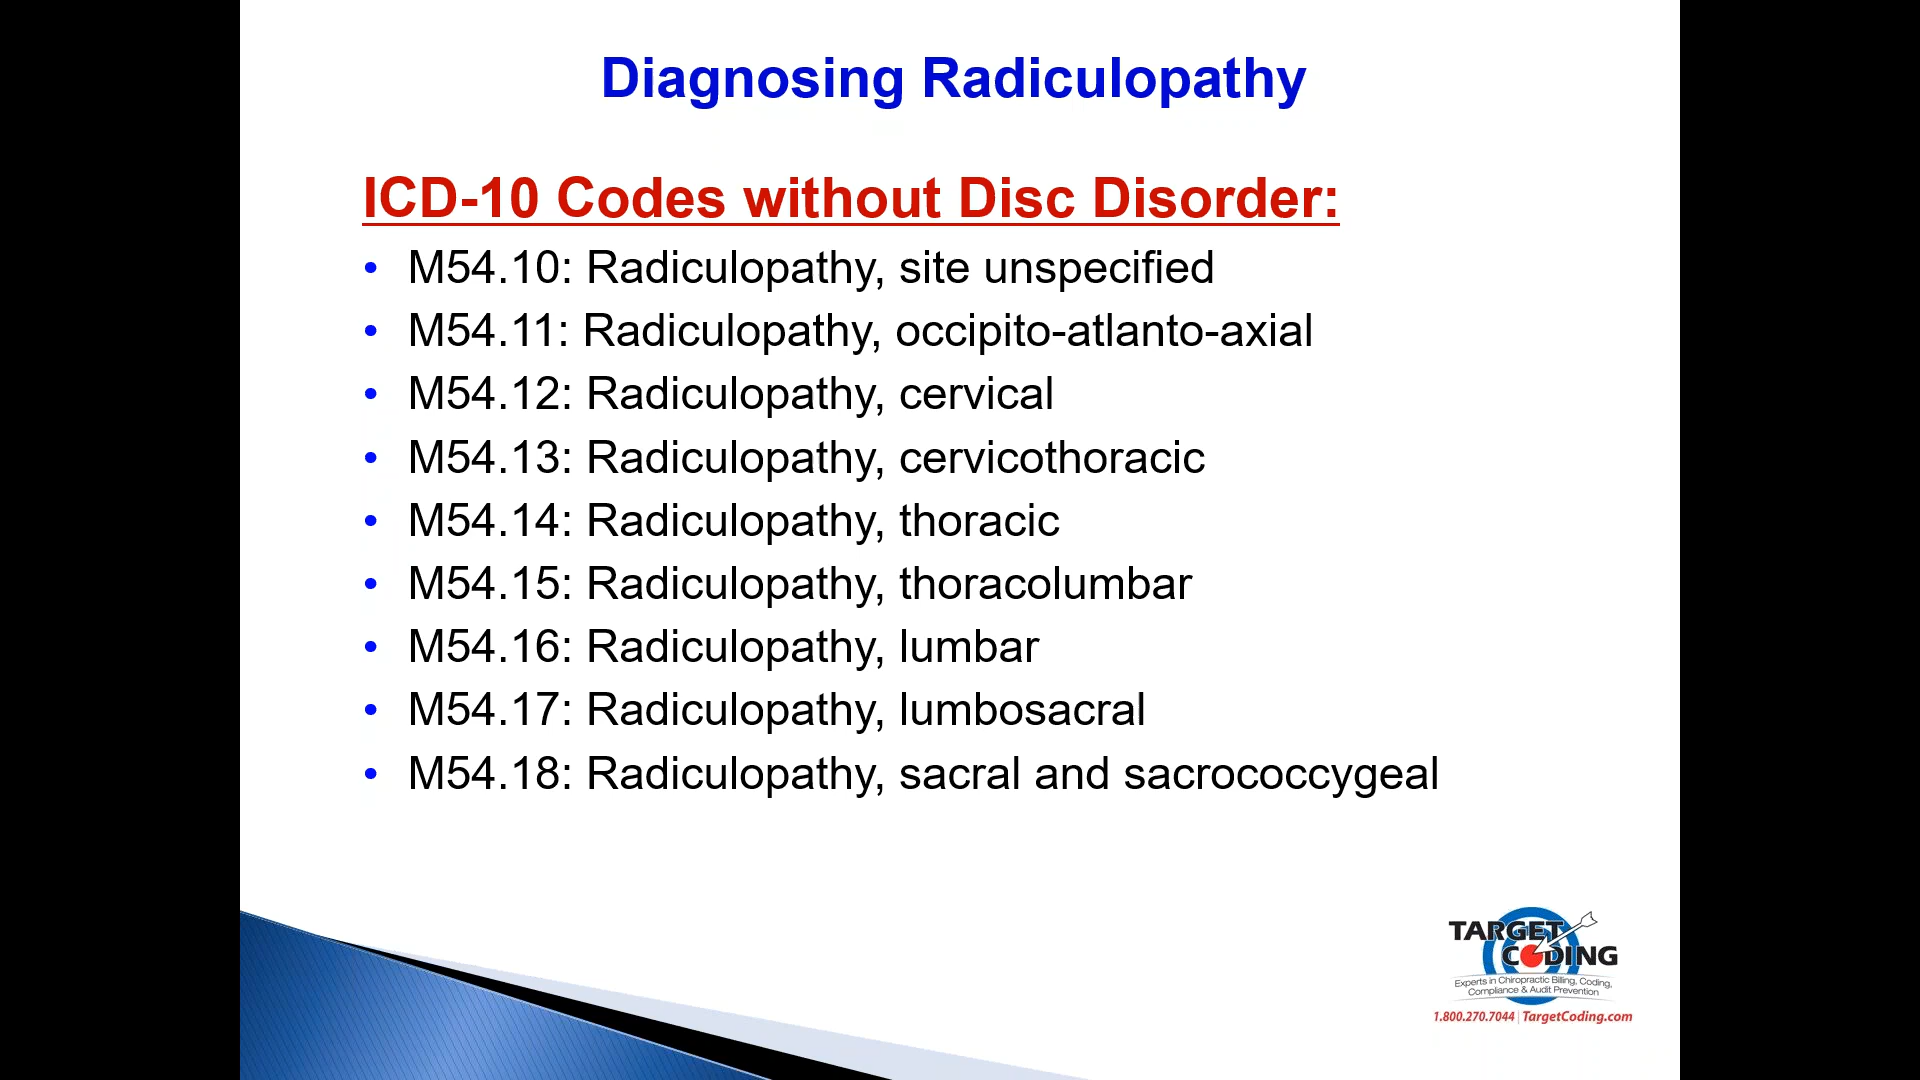 Diagnosing Radiculopathy
ICD-10 Codes without Disc Disorder:
• M54.10: Radiculopathy, site unspecified
• M54.11: Radiculopathy, occipito-atlanto-axial
• M54.12: Radiculopathy, cervical
• M54.13: Radiculopathy, cervicothoracic
• M54.14: Radiculopathy, thoracic
• M54.15: Radiculopathy, thoracolumbar
• M54.16: Radiculopathy, lumbar
• M54.17: Radiculopathy, lumbosacral
• M54.18: Radiculopathy, sacral and sacrococcygeal
TARGET
CODING
Experts in Chiropractic Billing, Coding,
Compliance & Audit Prevention
1.800.270.7044 | TargetCoding.com